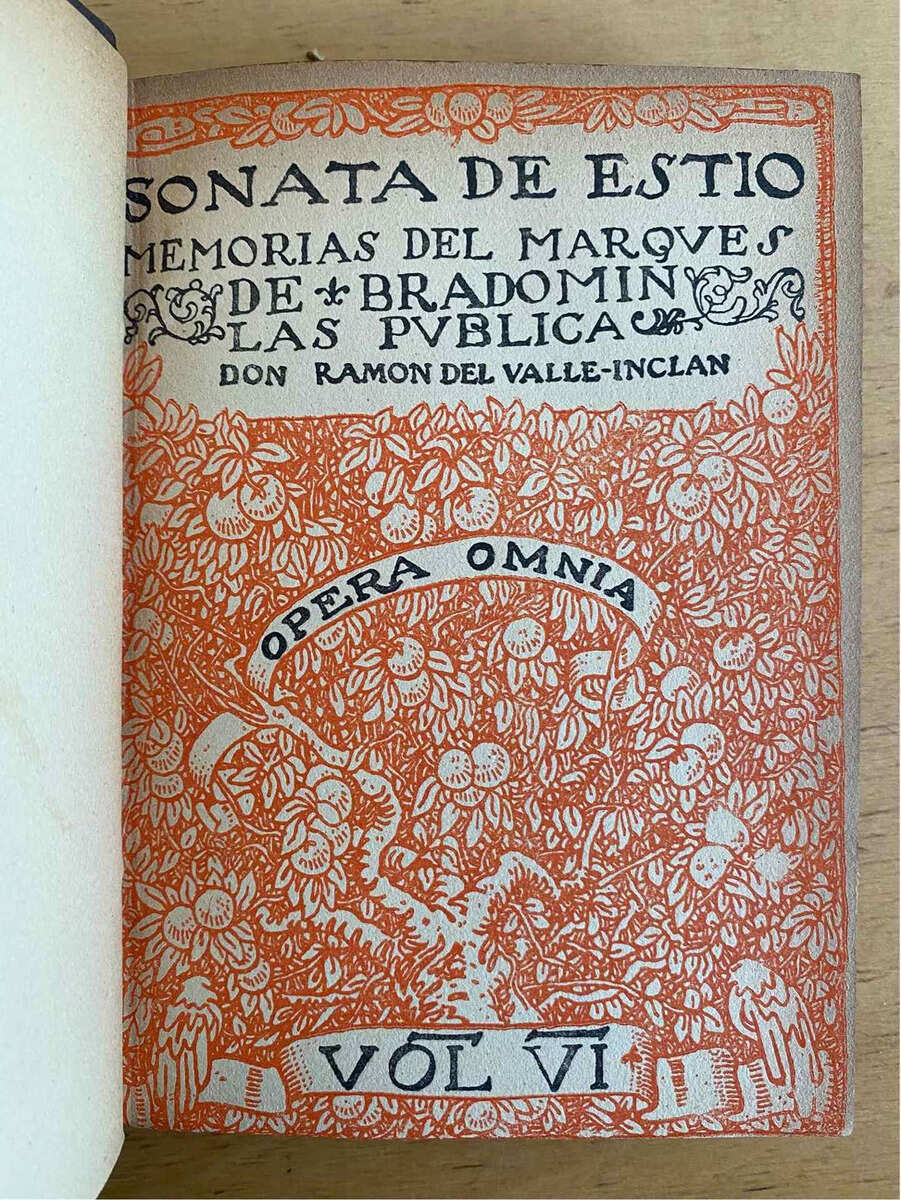 SONATA DE ESTIO
MEMORIAS DEL MARQVES
DE BRADOMIN
LAS PVBLICA
DON RAMON DEL VALLE-INCLAN
OPERA OMNIA
VOL VI